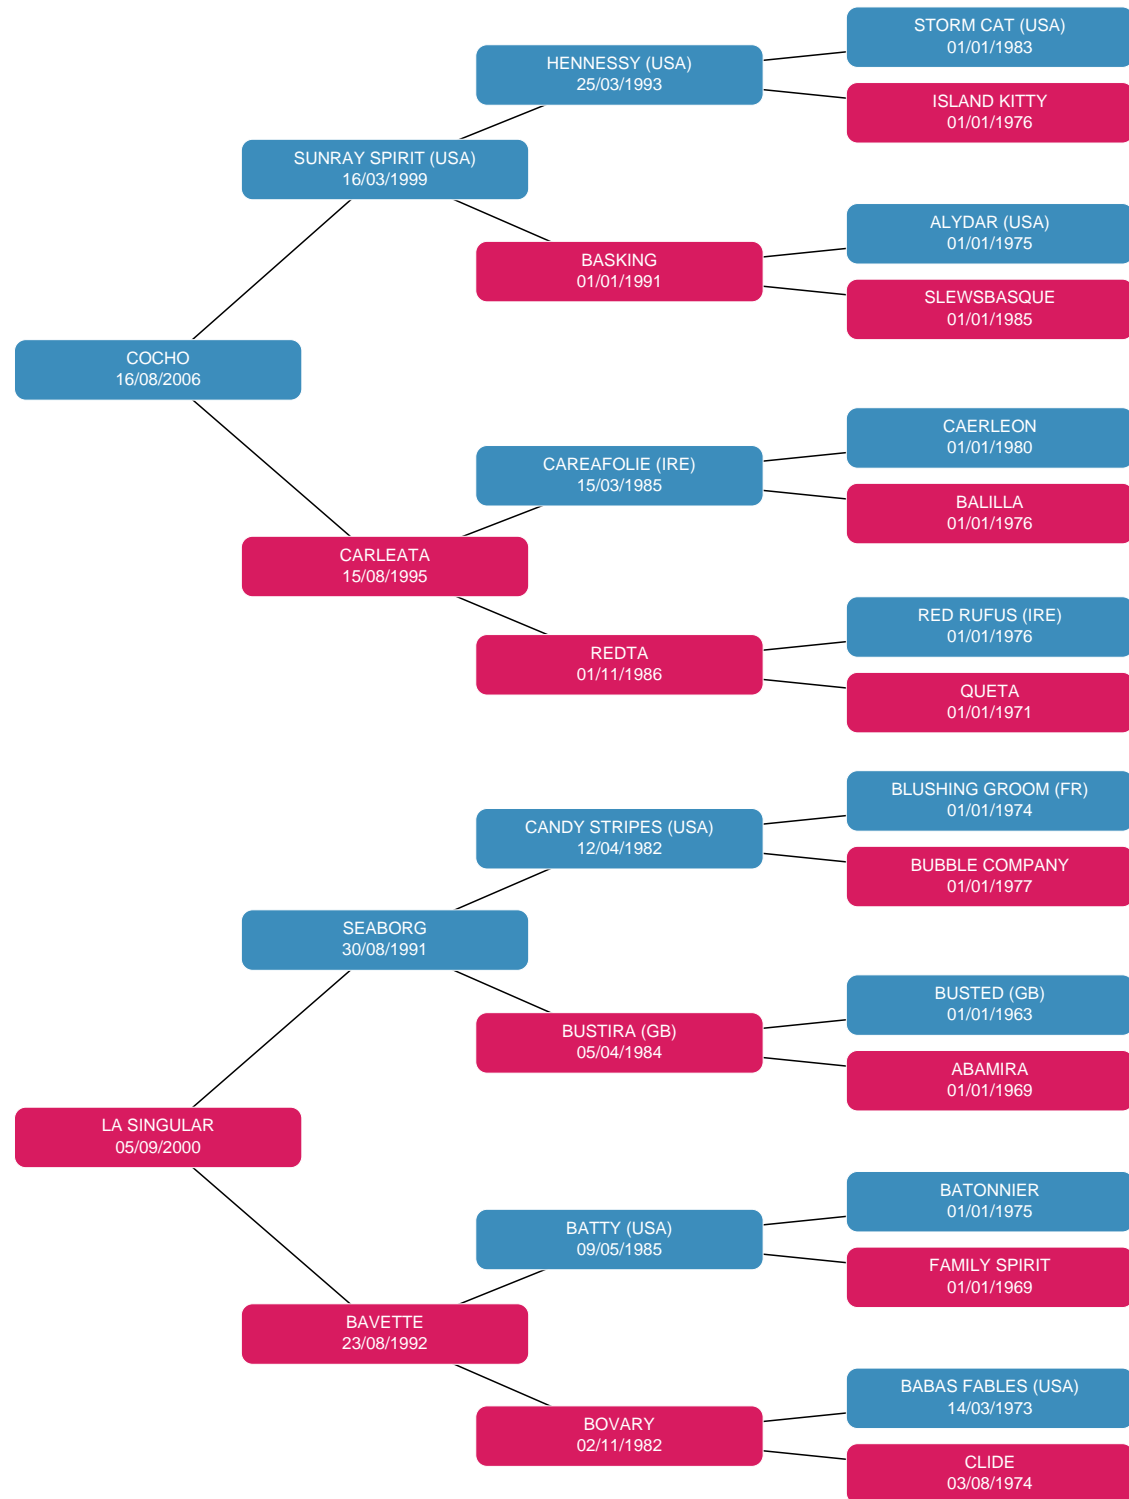 STORM CAT (USA)
01/01/1983
HENNESSY (USA)
25/03/1993
ISLAND KITTY
01/01/1976
SUNRAY SPIRIT (USA)
16/03/1999
ALYDAR (USA)
01/01/1975
BASKING
01/01/1991
SLEWSBASQUE
01/01/1985
COCHO
16/08/2006
CAERLEON
01/01/1980
CAREAFOLIE (IRE)
15/03/1985
BALILLA
01/01/1976
CARLEATA
15/08/1995
RED RUFUS (IRE)
01/01/1976
REDTA
01/11/1986
QUETA
01/01/1971
BLUSHING GROOM (FR)
01/01/1974
CANDY STRIPES (USA)
12/04/1982
BUBBLE COMPANY
01/01/1977
SEABORG
30/08/1991
BUSTED (GB)
01/01/1963
BUSTIRA (GB)
05/04/1984
ABAMIRA
01/01/1969
LA SINGULAR
05/09/2000
BATONNIER
01/01/1975
BATTY (USA)
09/05/1985
FAMILY SPIRIT
01/01/1969
BAVETTE
23/08/1992
BABAS FABLES (USA)
14/03/1973
BOVARY
02/11/1982
CLIDE
03/08/1974